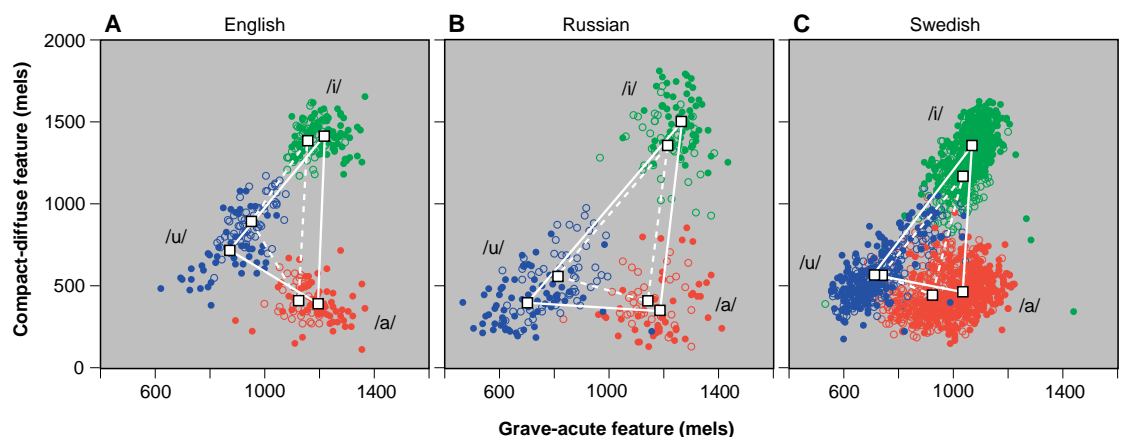 A English B Russian C Swedish
2000
1500
1000
500
0
Compact-diffuse feature (mels)
/i/
/u/
/a/
/i/
/u/
/a/
/i/
/u/
/a/
600 1000 1400 600 1000 1400 600 1000 1400
Grave-acute feature (mels)